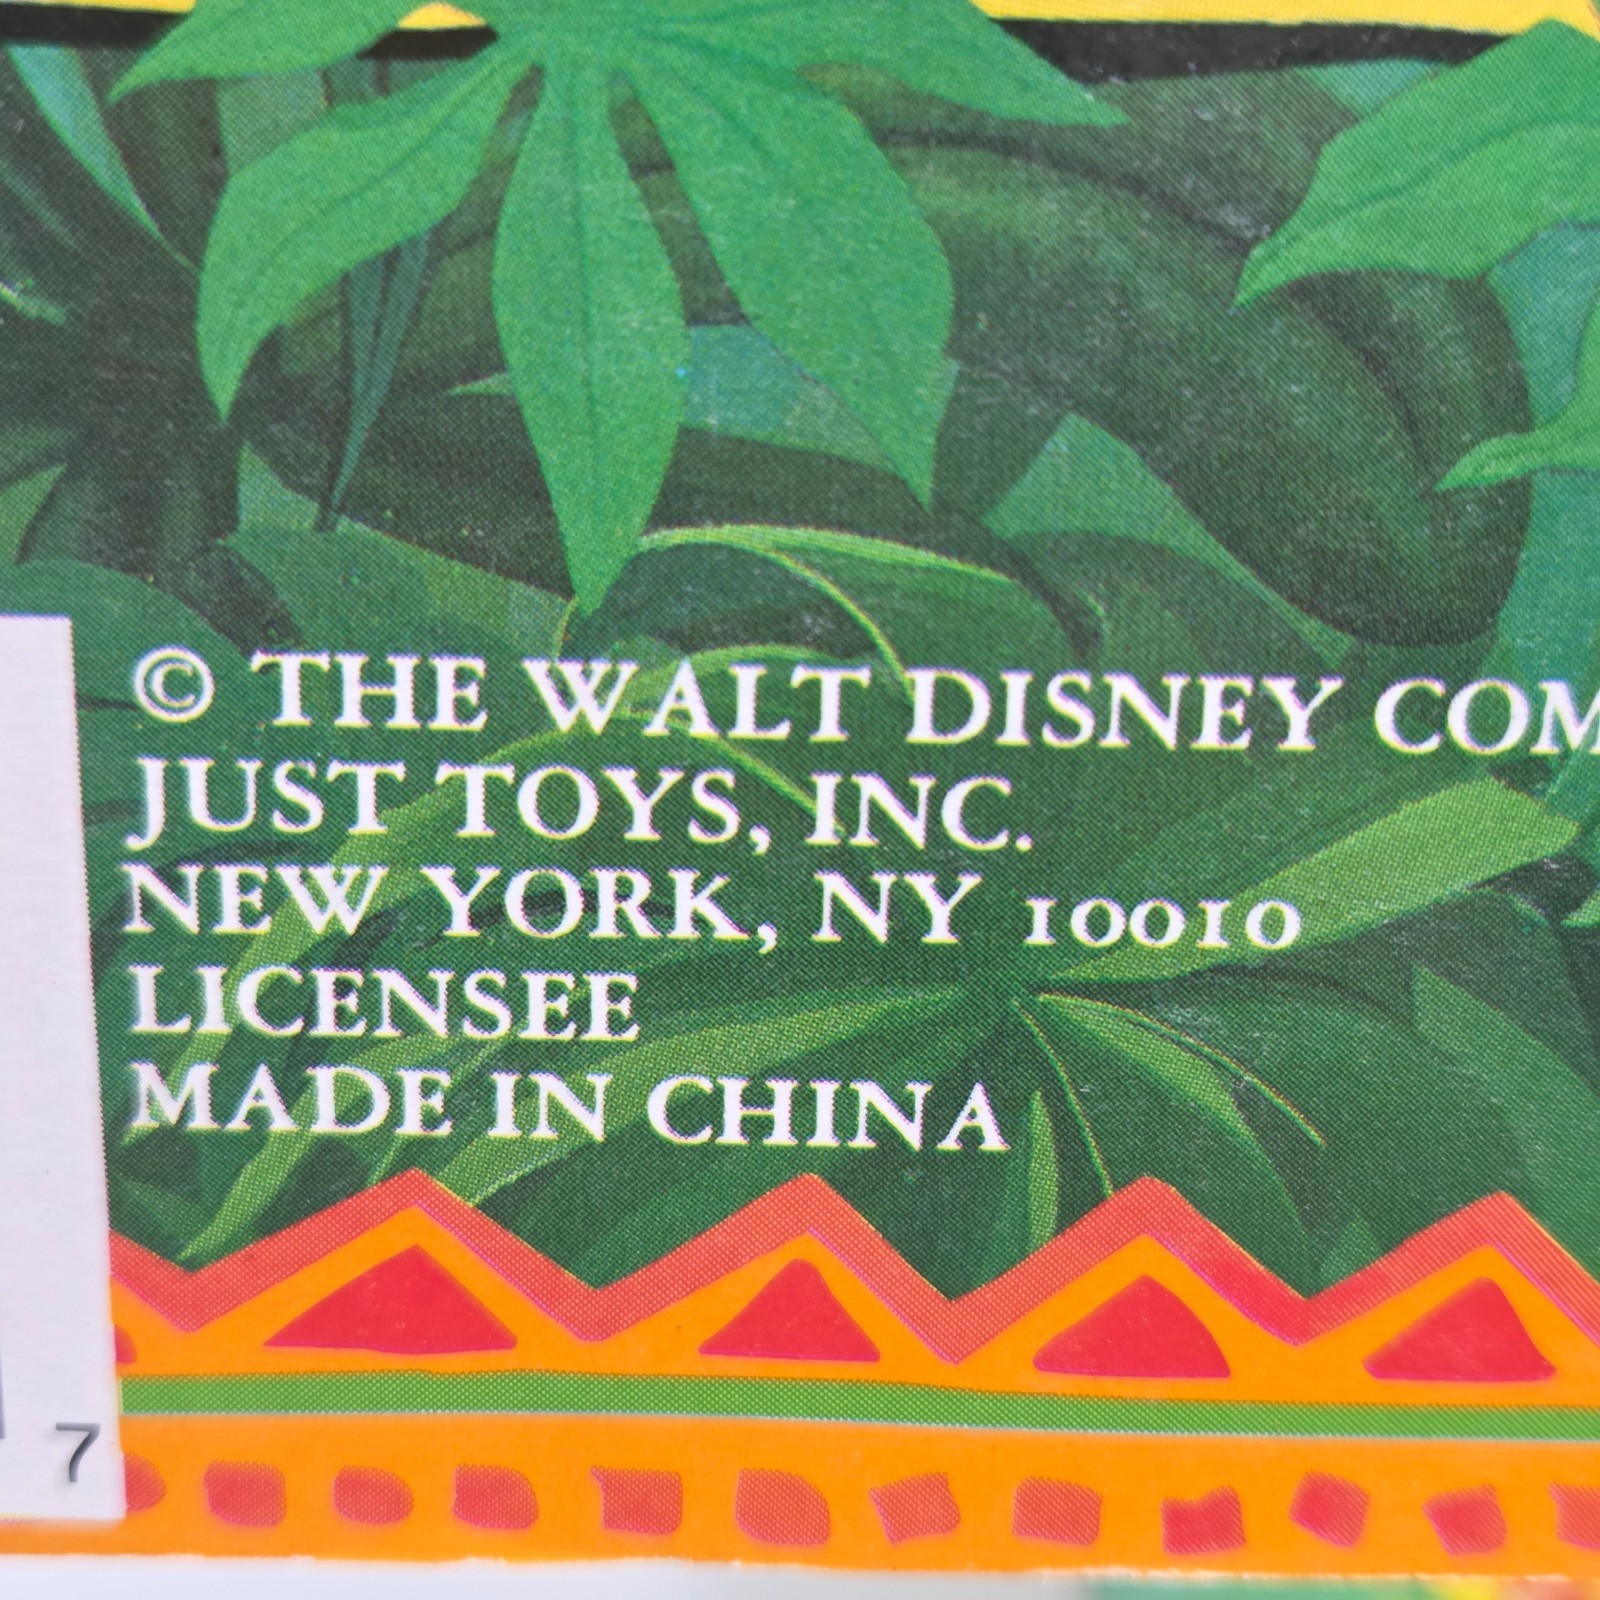 © THE WALT DISNEY COM
JUST TOYS, INC.
NEW YORK, NY 10010
LICENSEE
MADE IN CHINA
7